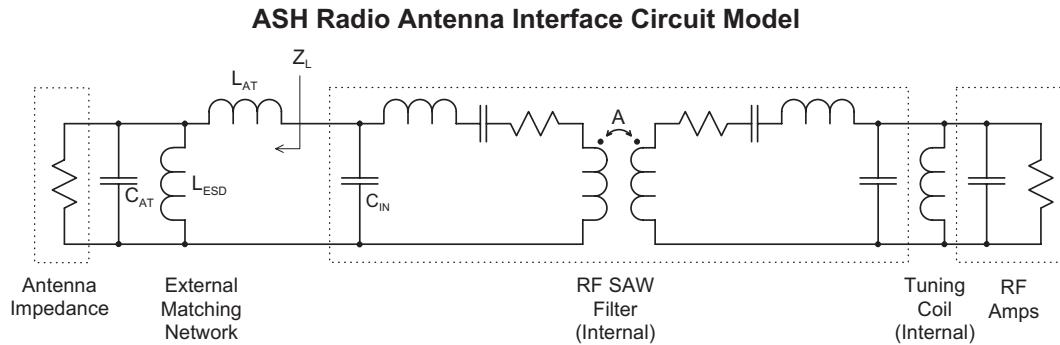 ASH Radio Antenna Interface Circuit Model
L_AT
Z_L
A
C_AT
L_ESD
C_IN
Antenna
Impedance
External
Matching
Network
RF SAW
Filter
(Internal)
Tuning
Coil
(Internal)
RF
Amps